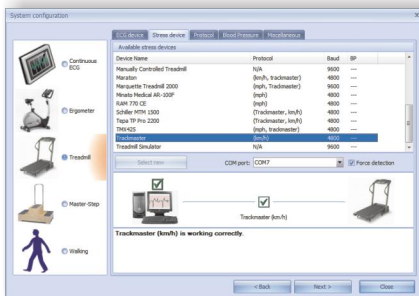 System configuration
ECG device Stress device Protocol Blood Pressure Miscellaneous
Available stress devices
Device Name Protocol Baud BP
Manually Controlled Treadmill N/A 9600 ---
Maraton (km/h, trackmaster) 4800 ---
Marquette Treadmill 2000 (mph, Trackmaster) 9600 ---
Minato Medical AR-100F (mph) 4800 ---
RAM 770 CE (mph) 4800 ---
Schiller MTM 1500 (Trackmaster, km/h) 4800 ---
Tepa TP Pro 2200 (Trackmaster, km/h) 4800 ---
TMX425 (mph, trackmaster) 4800 ---
Trackmaster (km/h) 4800 ---
Treadmill Simulator N/A 9600 ---
Continuous ECG
Ergometer
Treadmill
Master-Step
Walking
Select now COM port: COM7 Force detection
Trackmaster (km/h)
Trackmaster (km/h) is working correctly.
< Back Next > Close